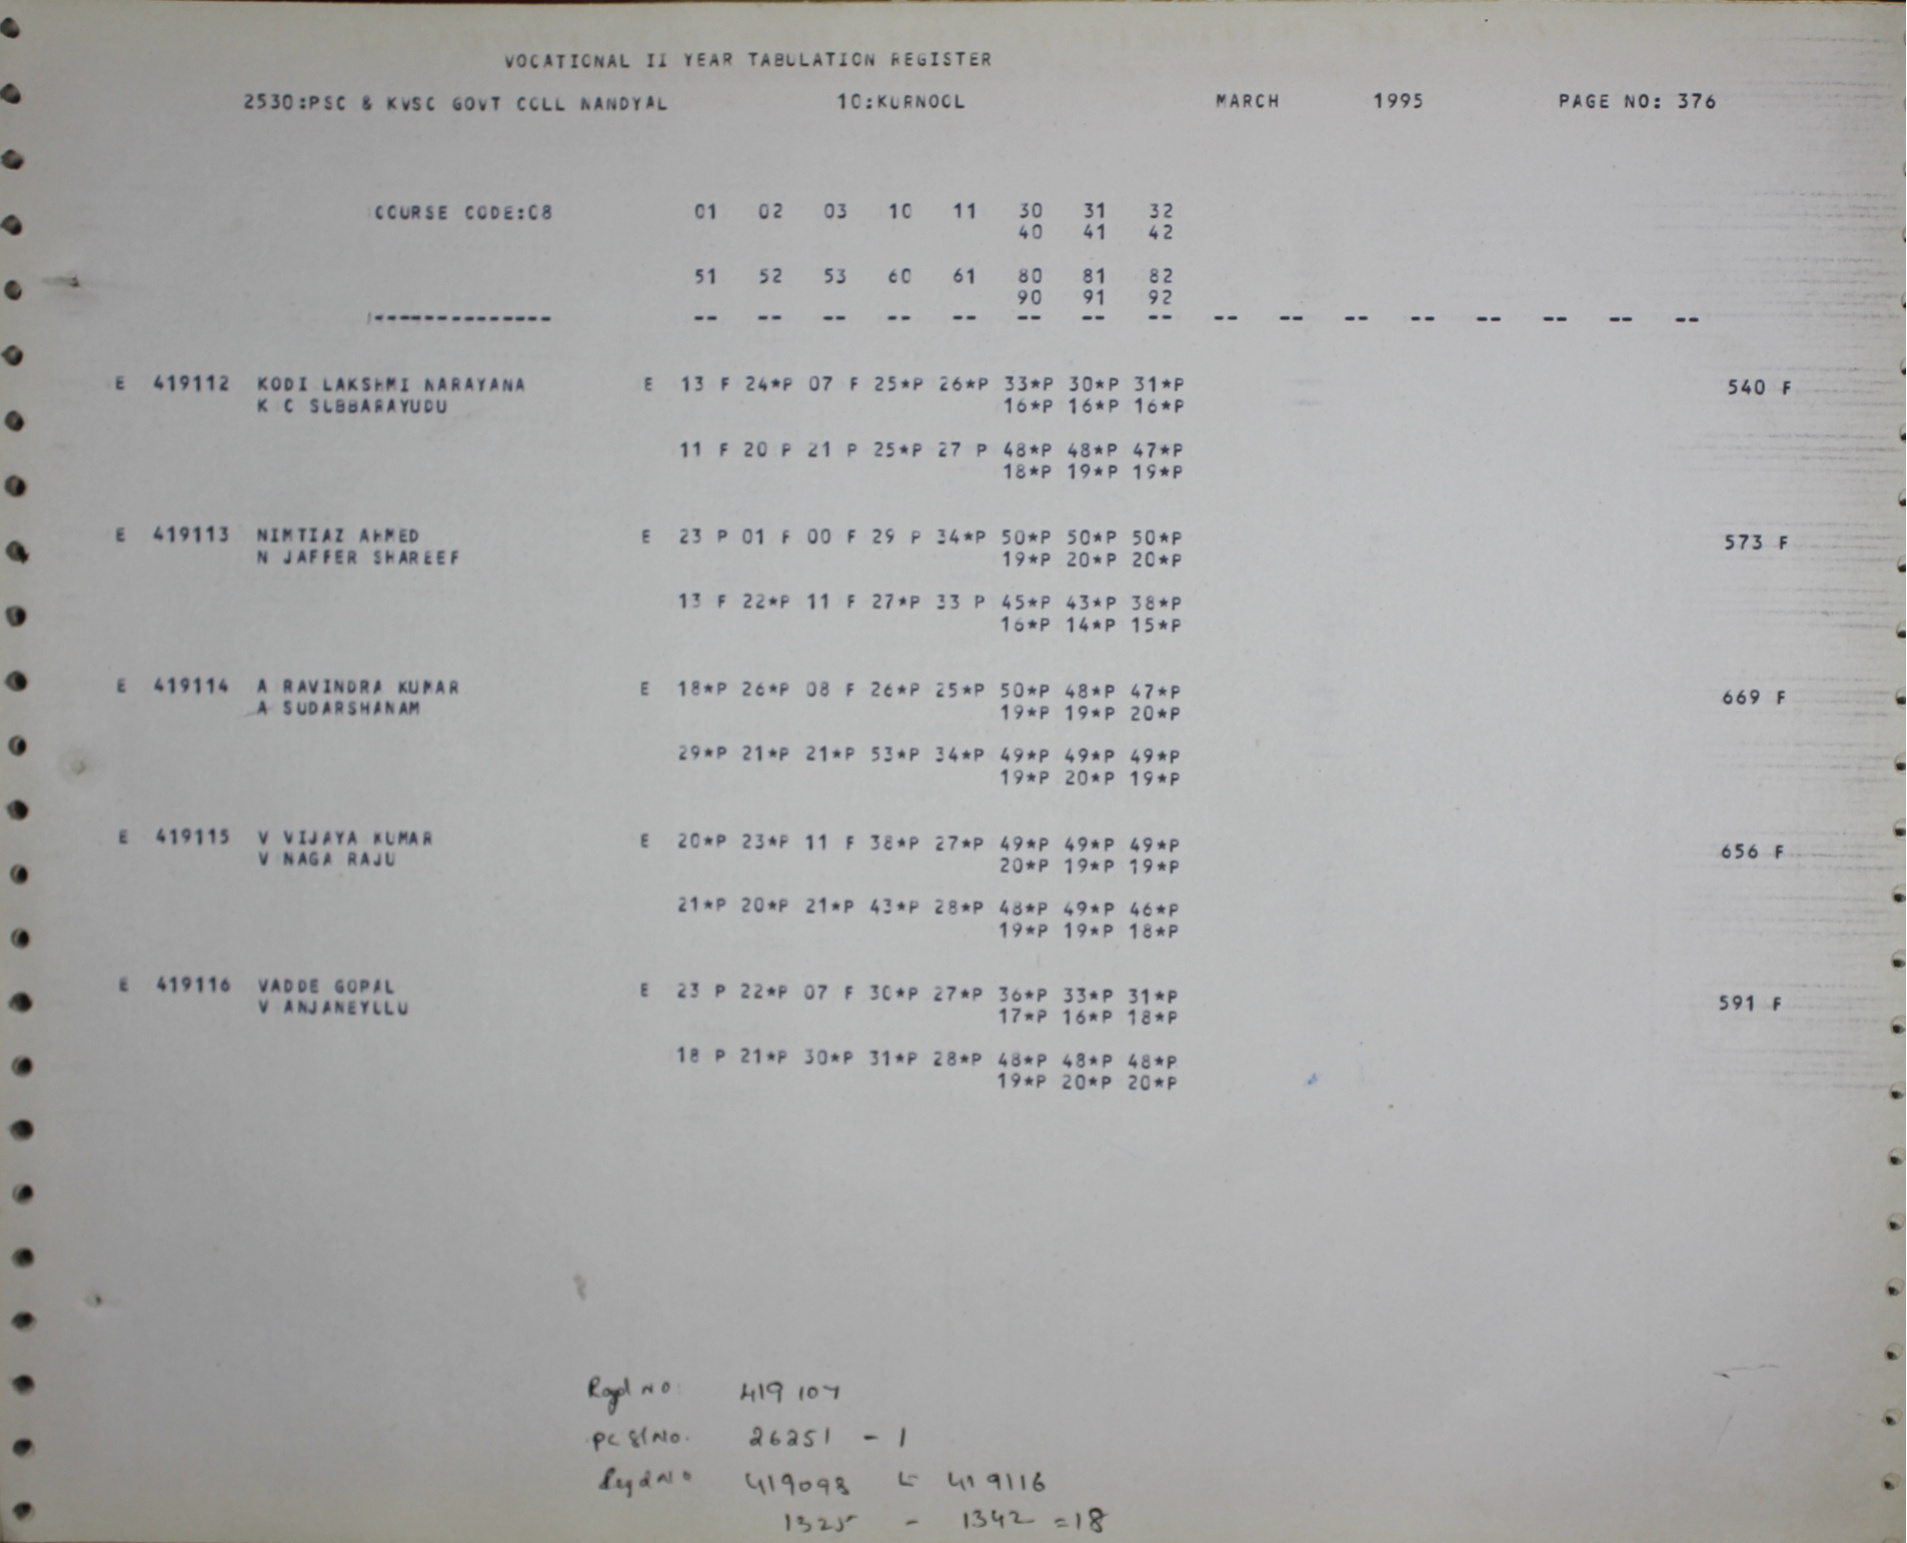 VOCATIONAL II YEAR TABULATION REGISTER
2530:PSC & KVSC GOVT COLL NANDYAL 10:KURNOOL MARCH 1995 PAGE NO: 376
COURSE CODE:08 01 02 03 10 11 30 31 32
40 41 42
51 52 53 60 61 80 81 82
90 91 92
-------------- -- -- -- -- -- -- -- -- -- -- -- -- -- -- -- --
E 419112 KODI LAKSHMI NARAYANA E 13 F 24*P 07 F 25*P 26*P 33*P 30*P 31*P 540 F
K C SUBBARAYUDU 16*P 16*P 16*P
11 F 20 P 21 P 25*P 27 P 48*P 48*P 47*P
18*P 19*P 19*P
E 419113 NIMTIAZ AHMED E 23 P 01 F 00 F 29 P 34*P 50*P 50*P 50*P 573 F
N JAFFER SHAREEF 19*P 20*P 20*P
13 F 22*P 11 F 27*P 33 P 45*P 43*P 38*P
16*P 14*P 15*P
E 419114 A RAVINDRA KUMAR E 18*P 26*P 08 F 26*P 25*P 50*P 48*P 47*P 669 F
A SUDARSHANAM 19*P 19*P 20*P
29*P 21*P 21*P 53*P 34*P 49*P 49*P 49*P
19*P 20*P 19*P
E 419115 V VIJAYA KUMAR E 20*P 23*P 11 F 38*P 27*P 49*P 49*P 49*P 656 F
V NAGA RAJU 20*P 19*P 19*P
21*P 20*P 21*P 43*P 28*P 48*P 49*P 46*P
19*P 19*P 18*P
E 419116 VADDE GOPAL E 23 P 22*P 07 F 30*P 27*P 36*P 33*P 31*P 591 F
V ANJANEYLLU 17*P 16*P 18*P
18 P 21*P 30*P 31*P 28*P 48*P 48*P 48*P
19*P 20*P 20*P
Regd No: 419107
PC Sl No. 26251 - 1
Regd No 419098 419116
1325 - 1342 =18